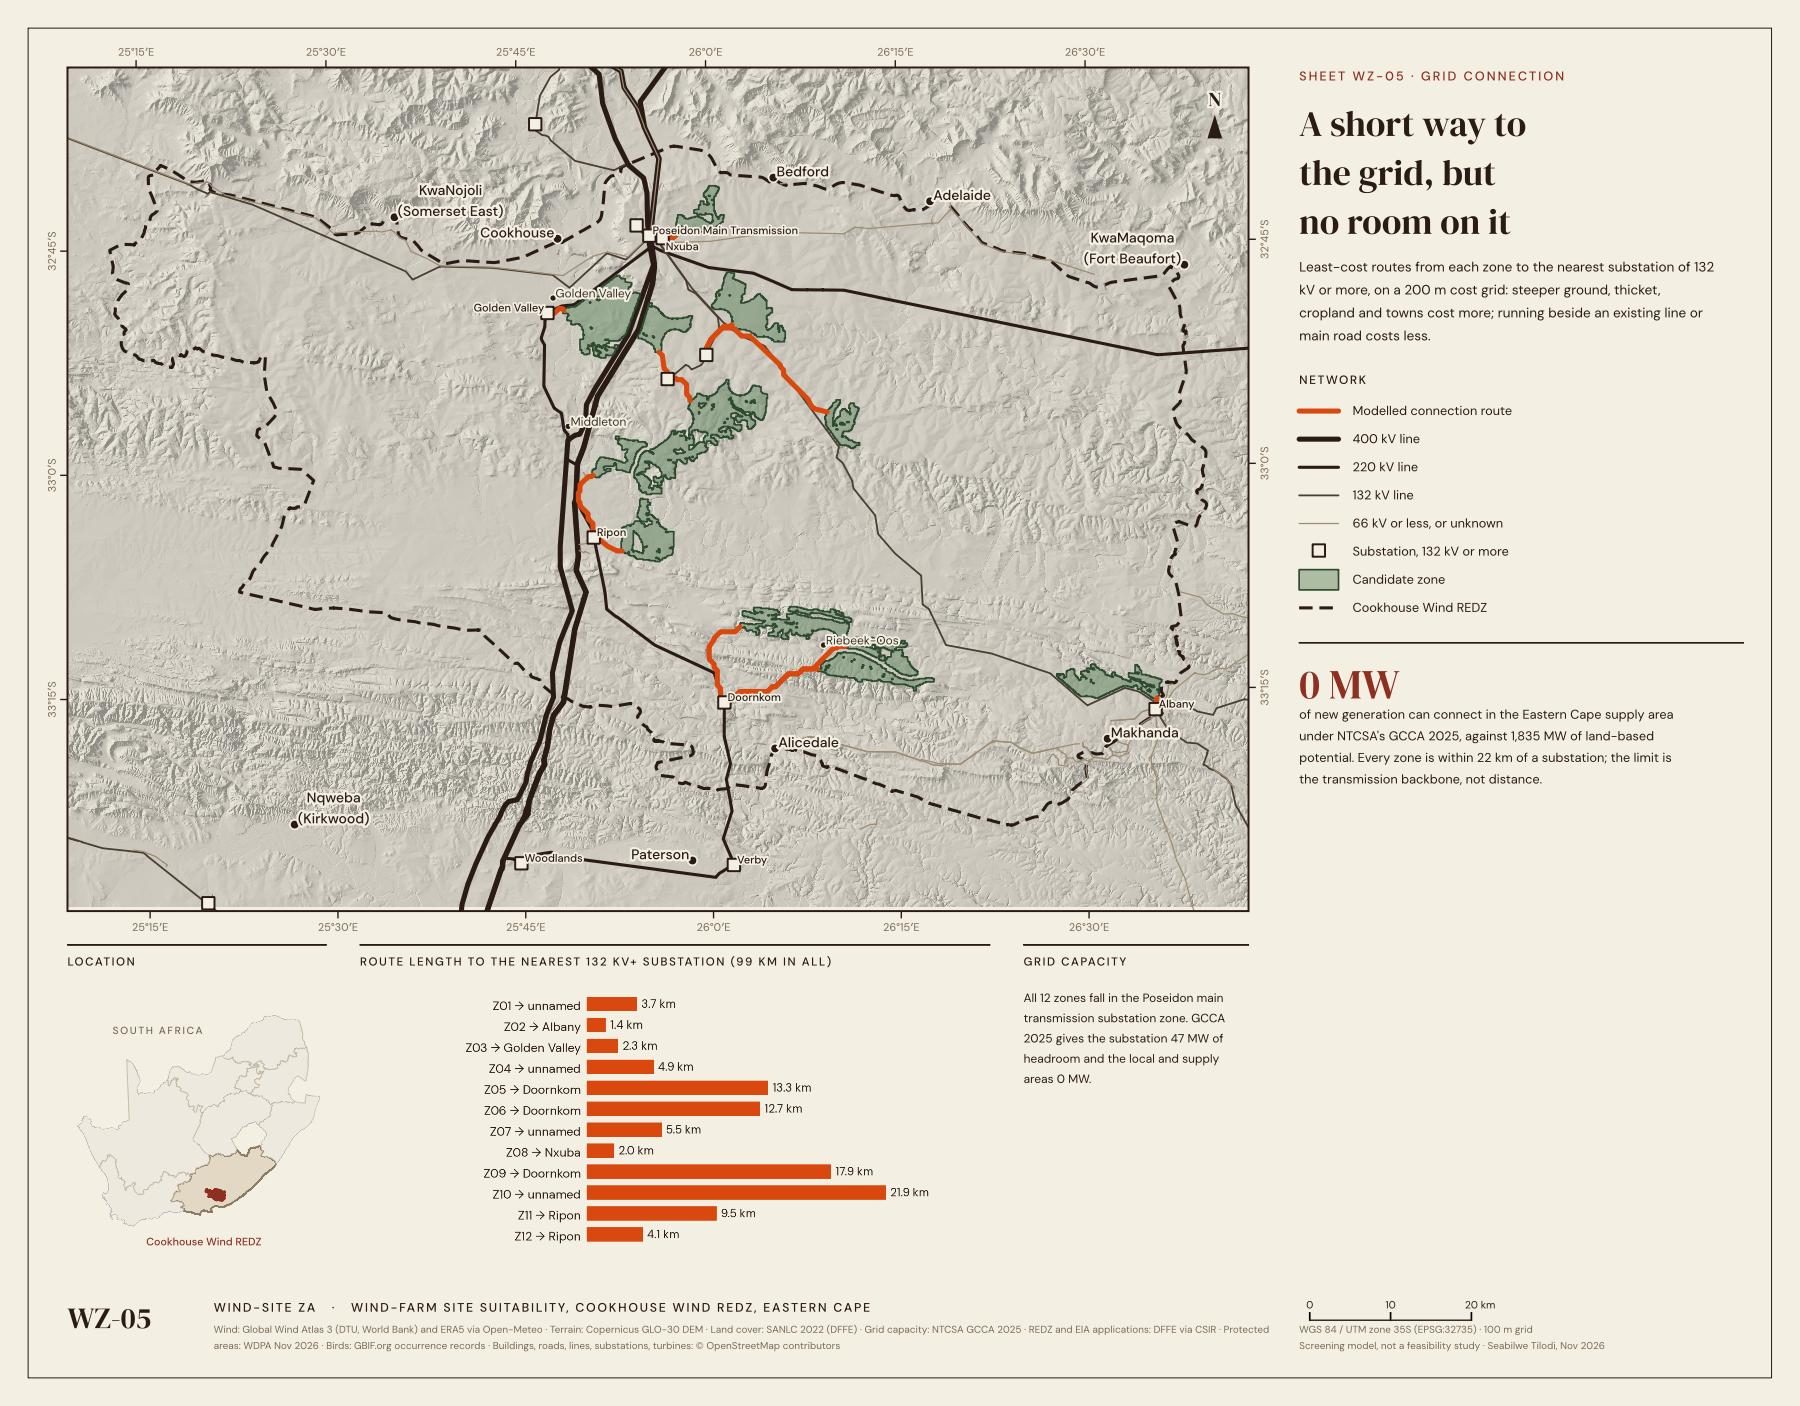 25°15′E 25°30′E 25°45′E 26°0′E 26°15′E 26°30′E
32°45′S
33°0′S
33°15′S
32°45′S
33°0′S
33°15′S
N
Bedford
KwaNojoli
(Somerset East)
Adelaide
Cookhouse
Poseidon Main Transmission
Nxuba
KwaMaqoma
(Fort Beaufort)
Golden Valley
Golden Valley
Middleton
Ripon
Riebeek-Oos
Doornkom
Albany
Makhanda
Alicedale
Nqweba
(Kirkwood)
Woodlands
Paterson
Verby
25°15′E 25°30′E 25°45′E 26°0′E 26°15′E 26°30′E
SHEET WZ-05 · GRID CONNECTION
A short way to
the grid, but
no room on it
Least-cost routes from each zone to the nearest substation of 132
kV or more, on a 200 m cost grid: steeper ground, thicket,
cropland and towns cost more; running beside an existing line or
main road costs less.
NETWORK
Modelled connection route
400 kV line
220 kV line
132 kV line
66 kV or less, or unknown
Substation, 132 kV or more
Candidate zone
Cookhouse Wind REDZ
0 MW
of new generation can connect in the Eastern Cape supply area
under NTCSA's GCCA 2025, against 1,835 MW of land-based
potential. Every zone is within 22 km of a substation; the limit is
the transmission backbone, not distance.
LOCATION
SOUTH AFRICA
Cookhouse Wind REDZ
ROUTE LENGTH TO THE NEAREST 132 KV+ SUBSTATION (99 KM IN ALL)
Z01 → unnamed 3.7 km
Z02 → Albany 1.4 km
Z03 → Golden Valley 2.3 km
Z04 → unnamed 4.9 km
Z05 → Doornkom 13.3 km
Z06 → Doornkom 12.7 km
Z07 → unnamed 5.5 km
Z08 → Nxuba 2.0 km
Z09 → Doornkom 17.9 km
Z10 → unnamed 21.9 km
Z11 → Ripon 9.5 km
Z12 → Ripon 4.1 km
GRID CAPACITY
All 12 zones fall in the Poseidon main
transmission substation zone. GCCA
2025 gives the substation 47 MW of
headroom and the local and supply
areas 0 MW.
WZ-05
WIND-SITE ZA · WIND-FARM SITE SUITABILITY, COOKHOUSE WIND REDZ, EASTERN CAPE
Wind: Global Wind Atlas 3 (DTU, World Bank) and ERA5 via Open-Meteo · Terrain: Copernicus GLO-30 DEM · Land cover: SANLC 2022 (DFFE) · Grid capacity: NTCSA GCCA 2025 · REDZ and EIA applications: DFFE via CSIR · Protected
areas: WDPA Nov 2026 · Birds: GBIF.org occurrence records · Buildings, roads, lines, substations, turbines: © OpenStreetMap contributors
0 10 20 km
WGS 84 / UTM zone 35S (EPSG:32735) · 100 m grid
Screening model, not a feasibility study · Seabilwe Tilodi, Nov 2026